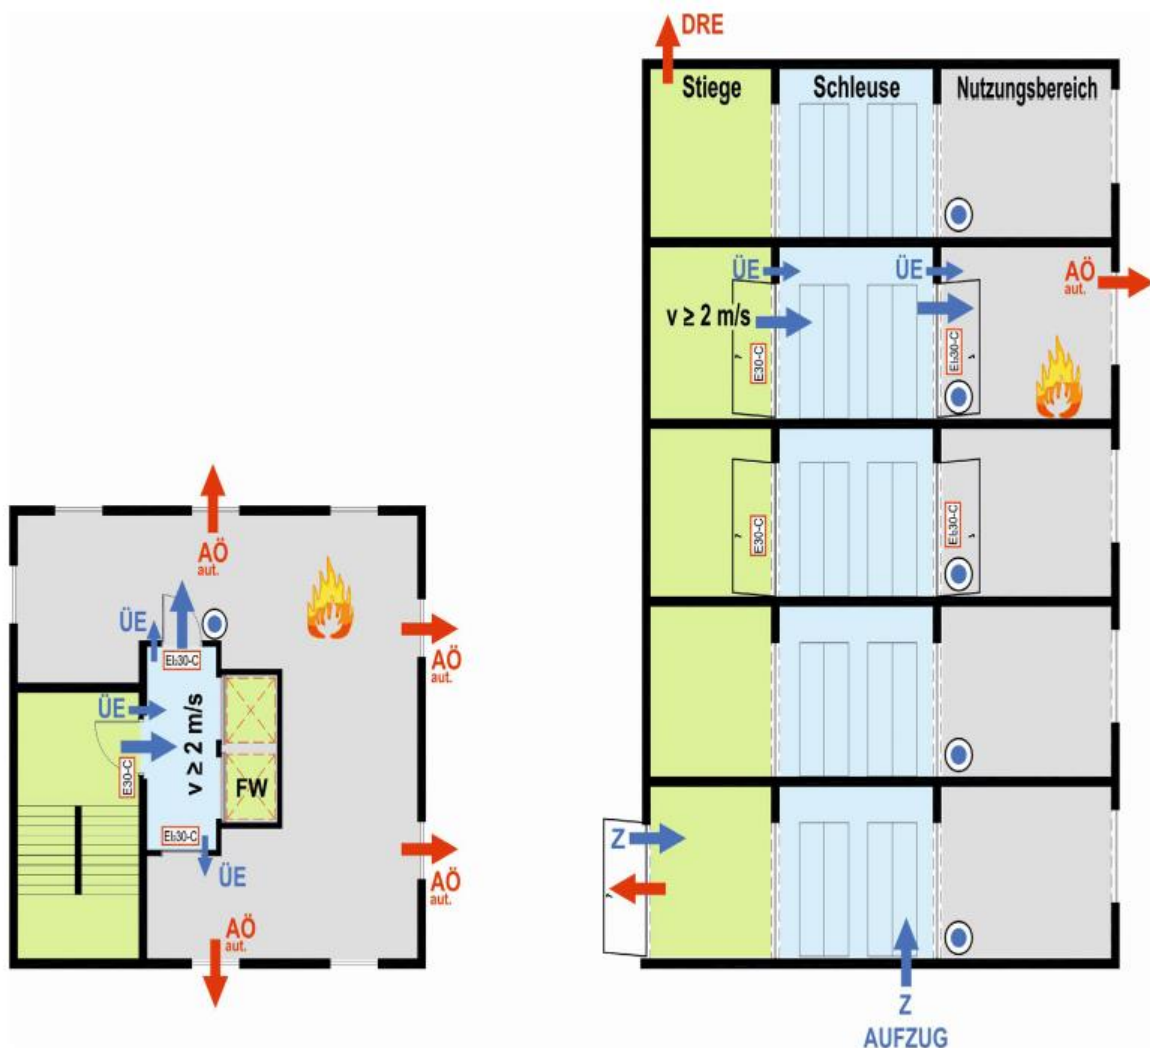 DRE
Stiege
Schleuse
Nutzungsbereich
ÜE
ÜE
AÖ
aut.
v ≥ 2 m/s
E30-C
EI₂30-C
E30-C
EI₂30-C
Z
Z
AUFZUG
AÖ
aut.
ÜE
EI₂30-C
AÖ
aut.
ÜE
v ≥ 2 m/s
E30-C
FW
EI₂30-C
ÜE
AÖ
aut.
AÖ
aut.